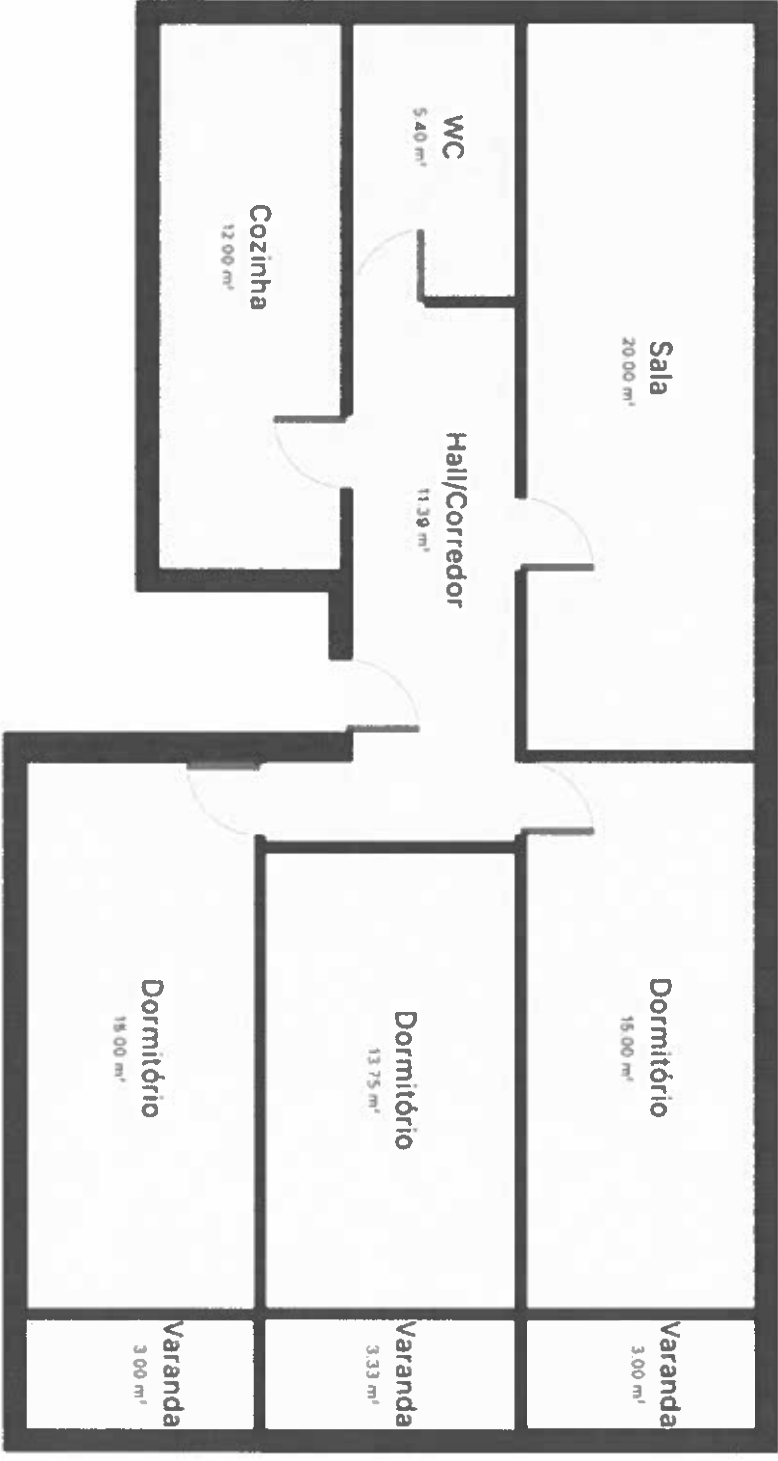 Sala
20.00 m²
Dormitório
15.00 m²
Varanda
3.00 m²
WC
5.40 m²
Hall/Corredor
11.39 m²
Dormitório
13.75 m²
Varanda
3.33 m²
Cozinha
12.00 m²
Dormitório
15.00 m²
Varanda
3.00 m²